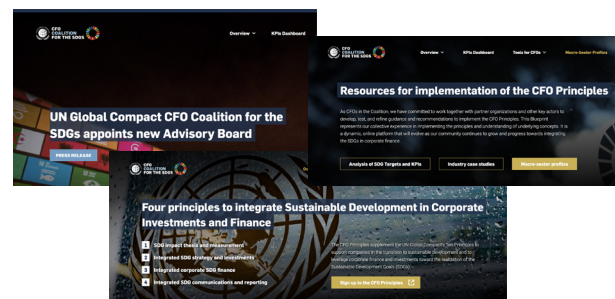 CFO
COALITION
FOR THE SDGS
Overview
KPIs Dashboard
UN Global Compact CFO Coalition for the
SDGs appoints new Advisory Board
PRESS RELEASE
CFO
COALITION
FOR THE SDGS
Overview
KPIs Dashboard
Tools for CFOs
Macro-Sector Profiles
Resources for implementation of the CFO Principles
As CFOs in the Coalition, we have committed to work together with partner organizations and other key actors to
develop, test, and refine guidance and recommendations to implement the CFO Principles. This Blueprint
represents our collective experience in implementing the principles and understanding of underlying concepts. It is
a dynamic, online platform that will evolve as our community continues to grow and progress towards integrating
the SDGs in corporate finance.
Analysis of SDG Targets and KPIs
Industry case studies
Macro-sector profiles
CFO
COALITION
FOR THE SDGS
Four principles to integrate Sustainable Development in Corporate
Investments and Finance
1 SDG impact thesis and measurement
2 Integrated SDG strategy and investments
3 Integrated corporate SDG finance
4 Integrated SDG communications and reporting
The CFO Principles supplement the UN Global Compact's Ten Principles to
support companies in the transition to sustainable development and to
leverage corporate finance and investments toward the realization of the
Sustainable Development Goals (SDGs).
Sign up to the CFO Principles